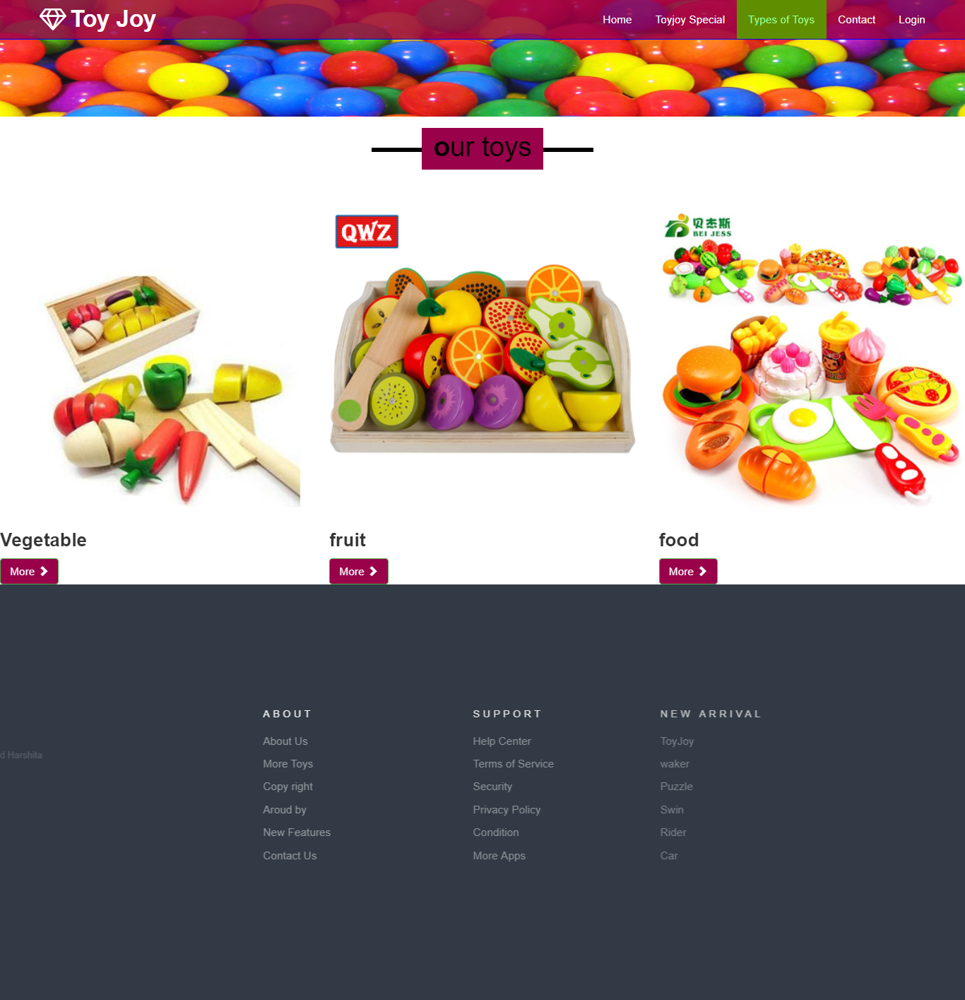 Toy Joy
Home Toyjoy Special Types of Toys Contact Login
our toys
QWZ
贝杰斯
BEI JESS
Vegetable
fruit
food
More
More
More
ABOUT
About Us
More Toys
Copy right
Aroud by
New Features
Contact Us
SUPPORT
Help Center
Terms of Service
Security
Privacy Policy
Condition
More Apps
NEW ARRIVAL
ToyJoy
waker
Puzzle
Swin
Rider
Car
d Harshita